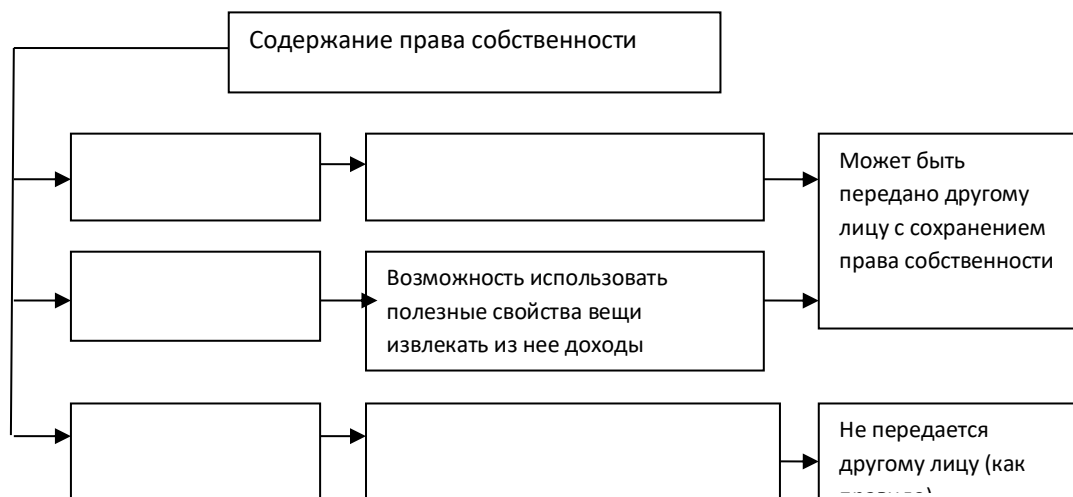 Содержание права собственности
Может быть
передано другому
лицу с сохранением
права собственности
Возможность использовать
полезные свойства вещи
извлекать из нее доходы
Не передается
другому лицу (как